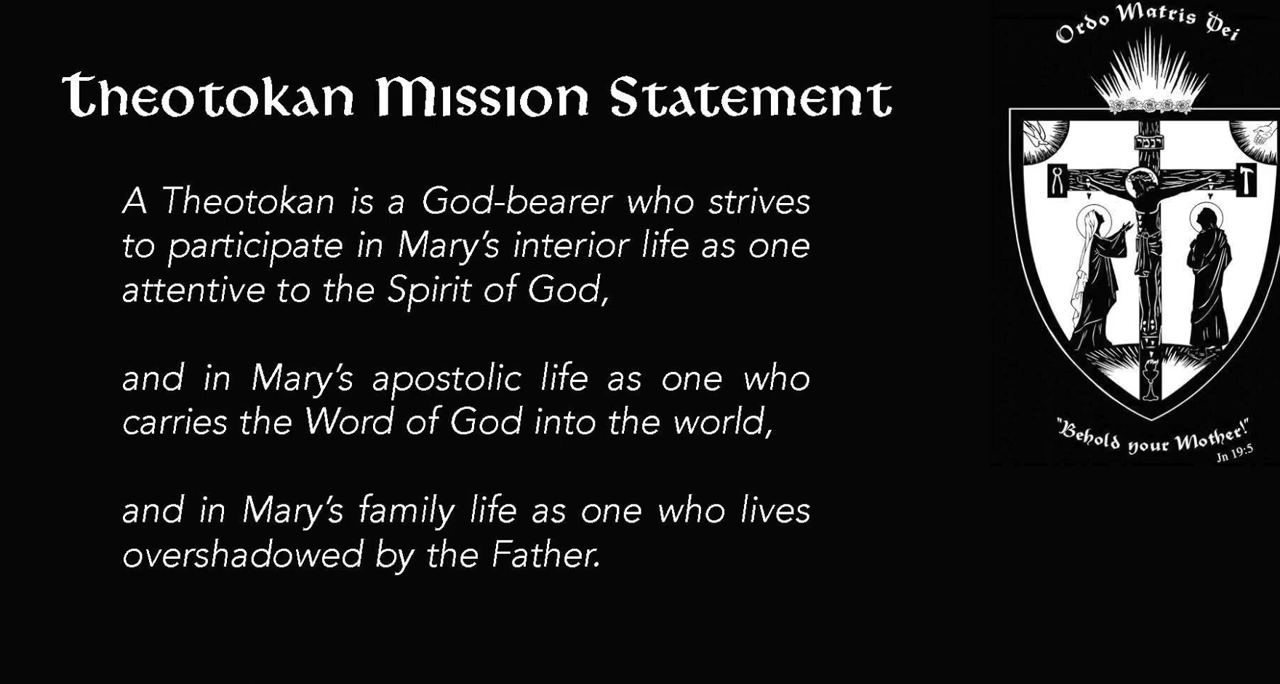 Ordo Matris Dei
Theotokan Mission Statement
A Theotokan is a God-bearer who strives
to participate in Mary's interior life as one
attentive to the Spirit of God,
and in Mary's apostolic life as one who
carries the Word of God into the world,
and in Mary's family life as one who lives
overshadowed by the Father.
"Behold your Mother!"
Jn 19:5